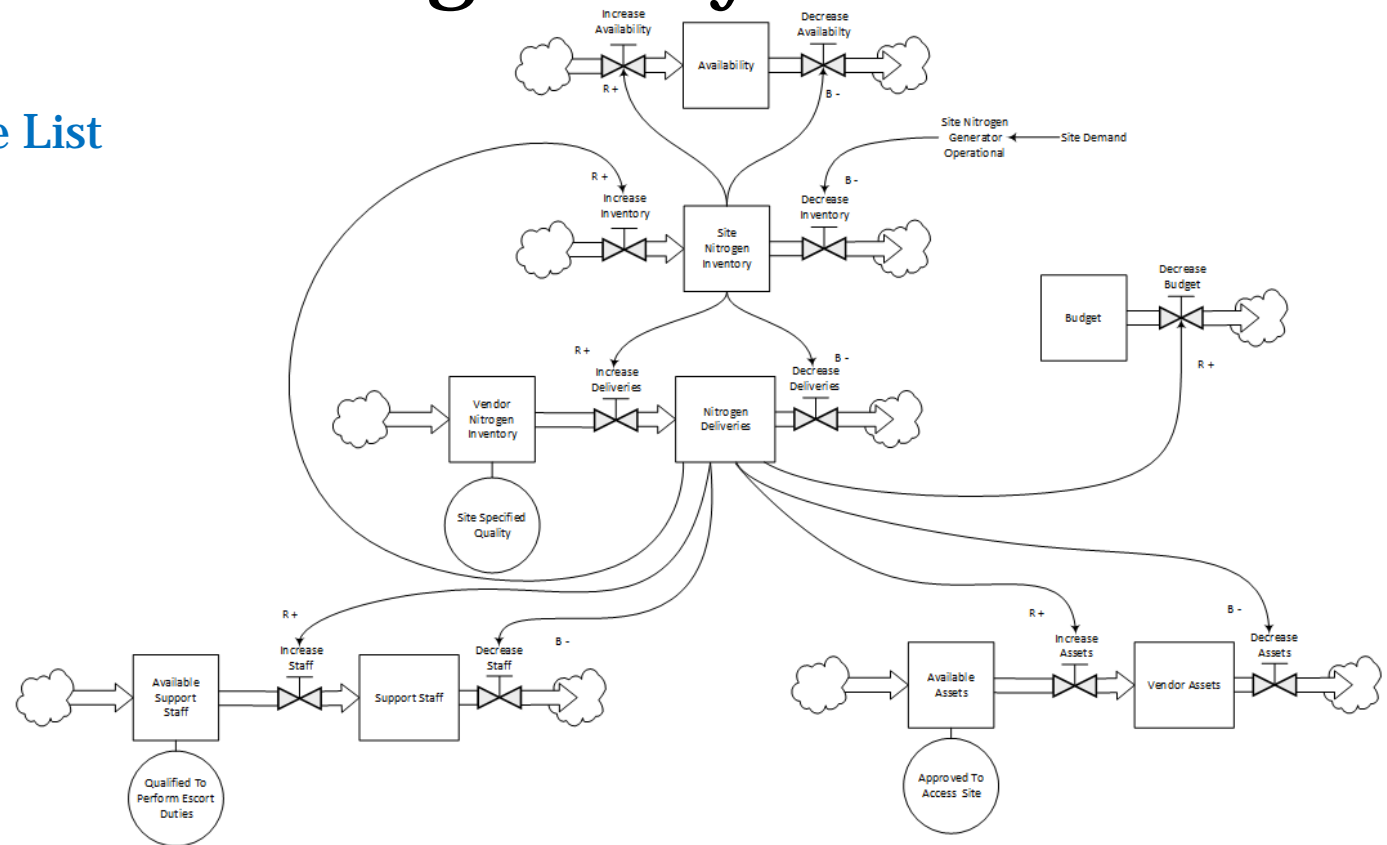 e List
Increase
Availability
Decrease
Availabilty
Availability
R +
B -
Site Nitrogen
Generator
Operational
Site Demand
R +
B -
Increase
Inventory
Decrease
Inventory
Site
Nitrogen
Inventory
Decrease
Budget
Budget
R +
R +
B -
Increase
Deliveries
Decrease
Deliveries
Vendor
Nitrogen
Inventory
Nitrogen
Deliveries
Site Specified
Quality
R +
B -
Increase
Staff
Decrease
Staff
Available
Support
Staff
Support Staff
Qualified To
Perform Escort
Duties
R +
B -
Increase
Assets
Decrease
Assets
Available
Assets
Vendor Assets
Approved To
Access Site